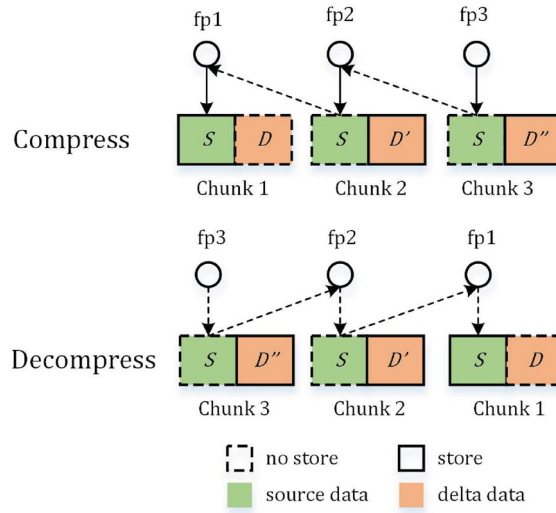 fp1 fp2 fp3
Compress
S D S D' S D''
Chunk 1 Chunk 2 Chunk 3
fp3 fp2 fp1
Decompress
S D'' S D' S D
Chunk 3 Chunk 2 Chunk 1
no store store
source data delta data